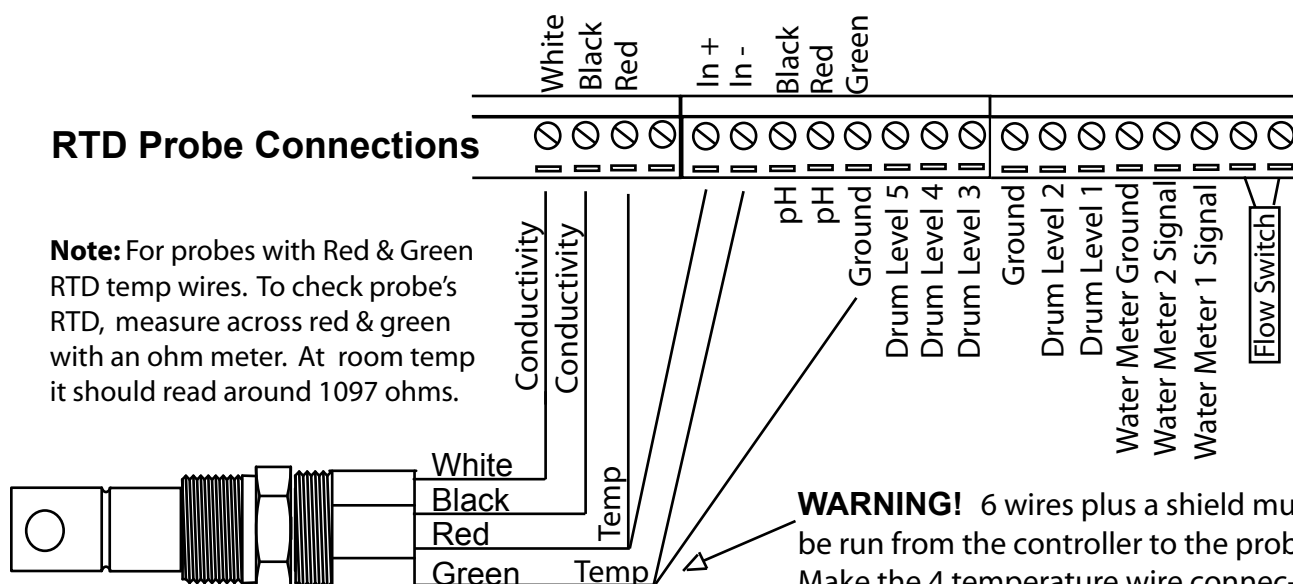 White
Black
Red
In +
In -
Black
Red
Green
RTD Probe Connections
Note: For probes with Red & Green
RTD temp wires. To check probe's
RTD, measure across red & green
with an ohm meter. At room temp
it should read around 1097 ohms.
Conductivity
Conductivity
pH
pH
Ground
Drum Level 5
Drum Level 4
Drum Level 3
Ground
Drum Level 2
Drum Level 1
Water Meter Ground
Water Meter 2 Signal
Water Meter 1 Signal
Flow Switch
White
Black
Red
Green
Temp
Temp
WARNING! 6 wires plus a shield mu
be run from the controller to the prob
Make the 4 temperature wire connec-